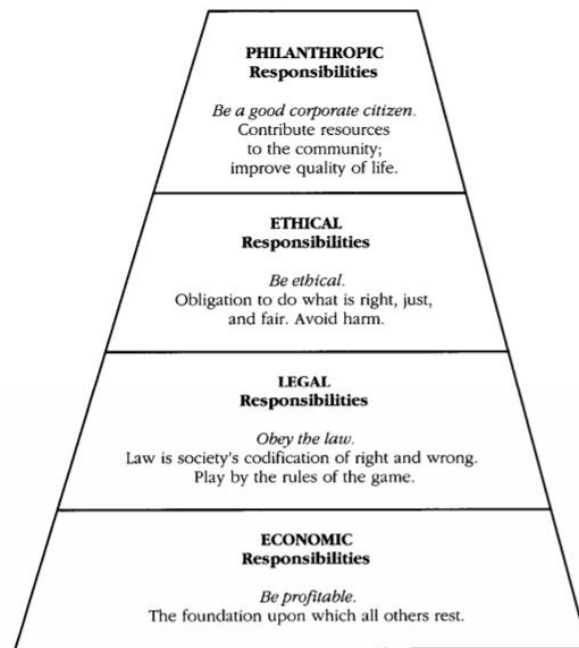 PHILANTHROPIC
Responsibilities
Be a good corporate citizen.
Contribute resources
to the community;
improve quality of life.
ETHICAL
Responsibilities
Be ethical.
Obligation to do what is right, just,
and fair. Avoid harm.
LEGAL
Responsibilities
Obey the law.
Law is society's codification of right and wrong.
Play by the rules of the game.
ECONOMIC
Responsibilities
Be profitable.
The foundation upon which all others rest.